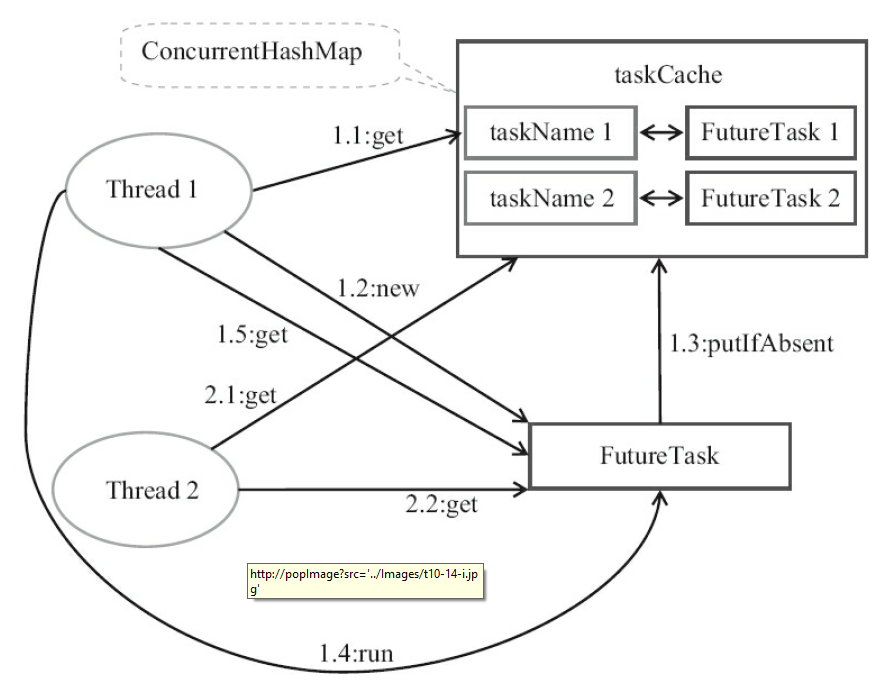 ConcurrentHashMap
taskCache
1.1:get
taskName 1
FutureTask 1
Thread 1
taskName 2
FutureTask 2
1.2:new
1.5:get
1.3:putIfAbsent
2.1:get
FutureTask
Thread 2
2.2:get
http://popImage?src='../Images/t10-14-i.jp
g'
1.4:run